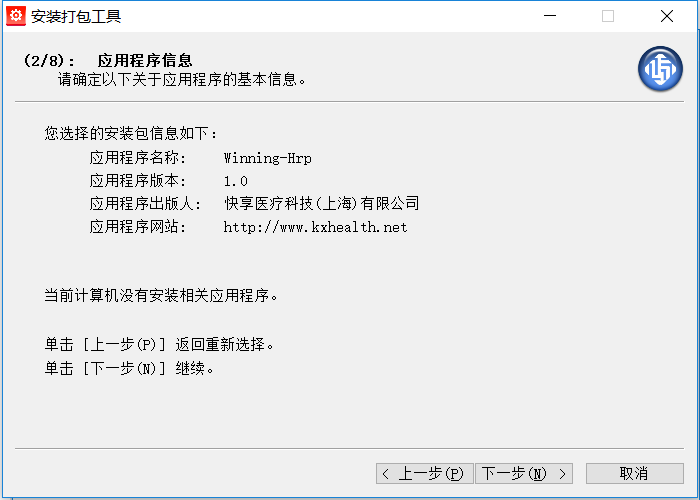 安装打包工具
(2/8): 应用程序信息
请确定以下关于应用程序的基本信息。
您选择的安装包信息如下:
应用程序名称: Winning-Hrp
应用程序版本: 1.0
应用程序出版人: 快享医疗科技(上海)有限公司
应用程序网站: http://www.kxhealth.net
当前计算机没有安装相关应用程序。
单击 [上一步(P)] 返回重新选择。
单击 [下一步(N)] 继续。
< 上一步(P) 下一步(N) > 取消